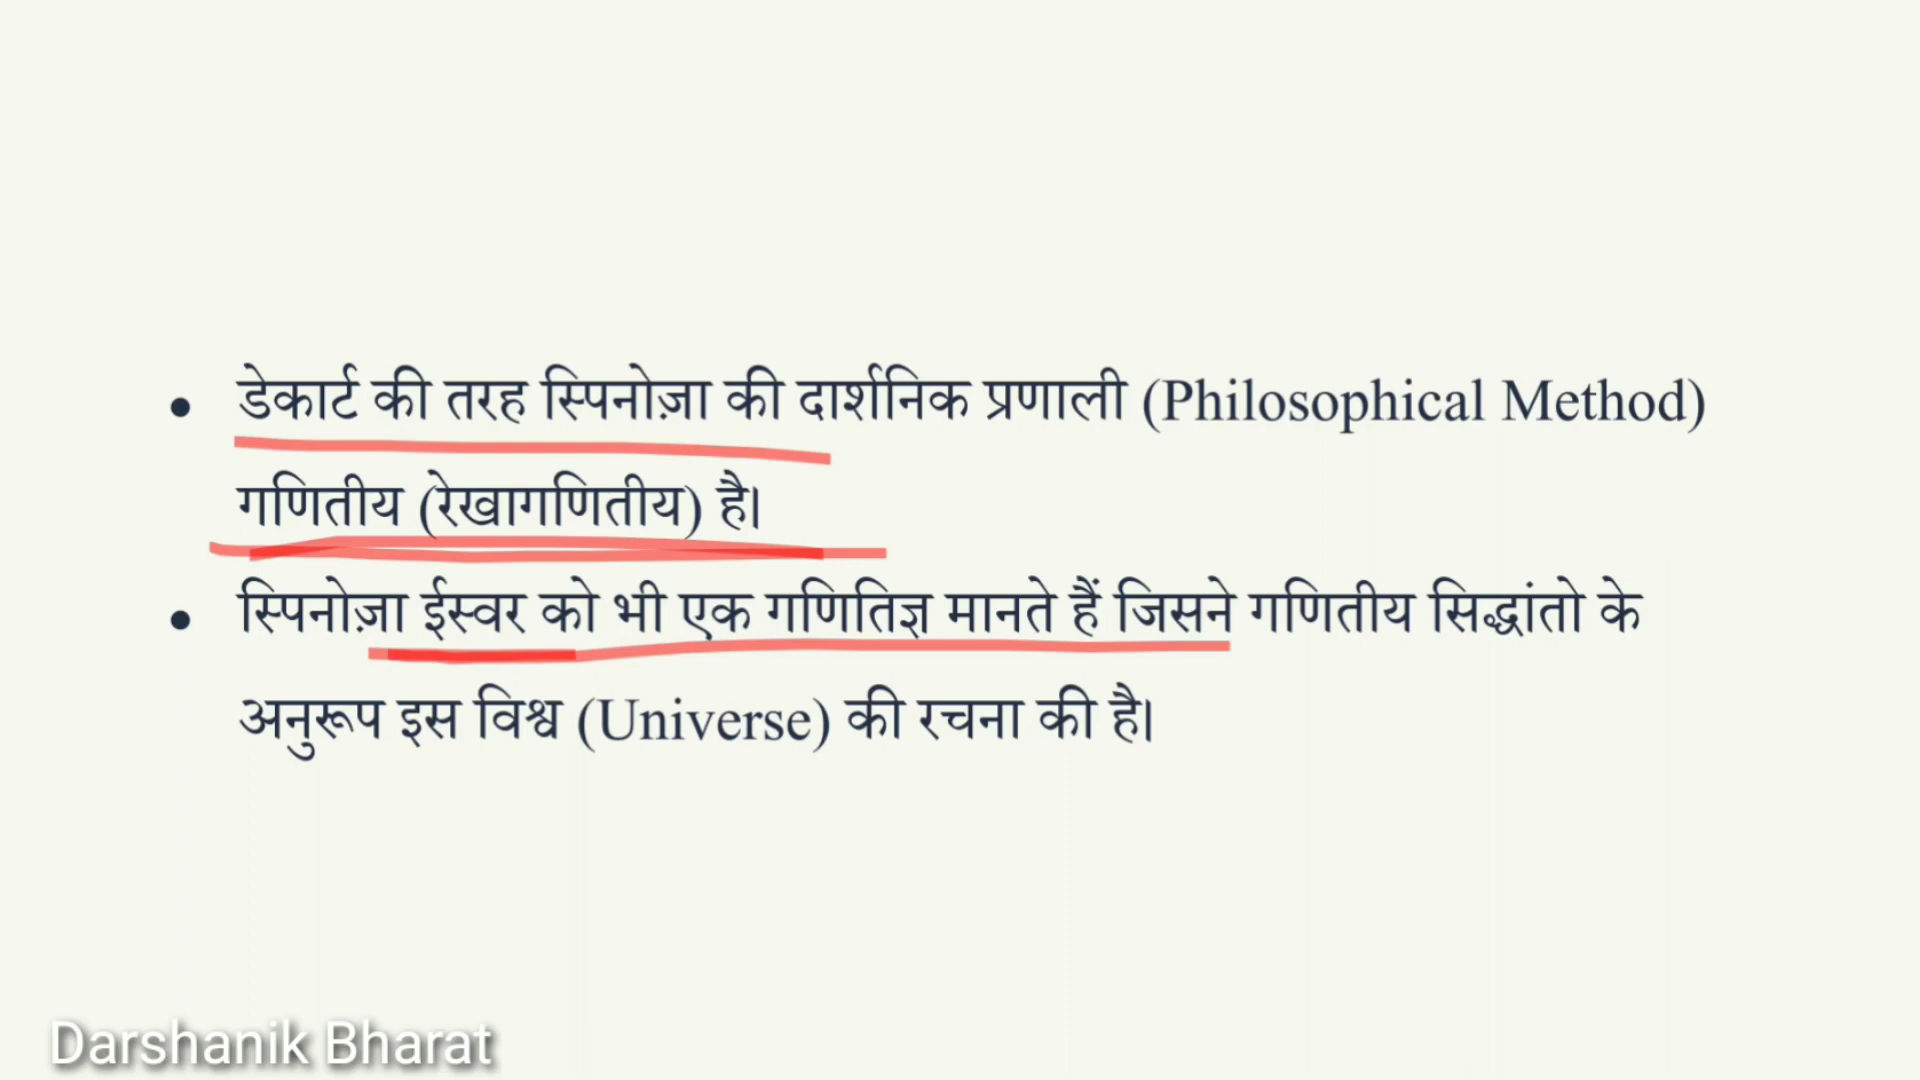 • डेकार्ट की तरह स्पिनोज़ा की दार्शनिक प्रणाली (Philosophical Method)
गणितीय (रेखागणितीय) है।
• स्पिनोज़ा ईस्वर को भी एक गणितिज्ञ मानते हैं जिसने गणितीय सिद्धांतो के
अनुरूप इस विश्व (Universe) की रचना की है।
Darshanik Bharat